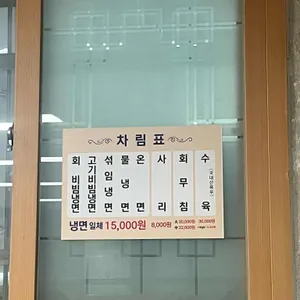 차림표
회비빔냉면
고기비빔냉면
섞임냉면
물냉면
온면
사리
회무침
수육
냉면 일체 15,000원
8,000원